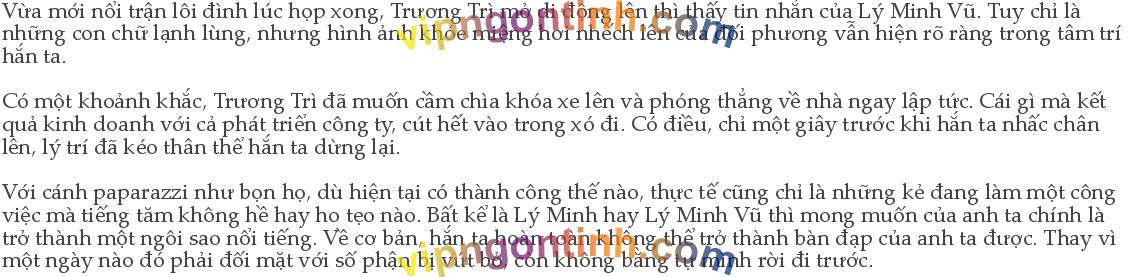 Vừa mới nổi trận lôi đình lúc họp xong, Trương Trì mở di động lên thì thấy tin nhắn của Lý Minh Vũ. Tuy chỉ là
những con chữ lạnh lùng, nhưng hình ảnh khóe miệng hơi nhếch lên của đối phương vẫn hiện rõ ràng trong tâm trí
hắn ta.
Có một khoảnh khắc, Trương Trì đã muốn cầm chìa khóa xe lên và phóng thẳng về nhà ngay lập tức. Cái gì mà kết
quả kinh doanh với cả phát triển công ty, cút hết vào trong xó đi. Có điều, chỉ một giây trước khi hắn ta nhấc chân
lên, lý trí đã kéo thân thể hắn ta dừng lại.
Với cánh paparazzi như bọn họ, dù hiện tại có thành công thế nào, thực tế cũng chỉ là những kẻ đang làm một công
việc mà tiếng tăm không hề hay ho tẹo nào. Bất kể là Lý Minh hay Lý Minh Vũ thì mong muốn của anh ta chính là
trở thành một ngôi sao nổi tiếng. Về cơ bản, hắn ta hoàn toàn không thể trở thành bàn đạp của anh ta được. Thay vì
một ngày nào đó phải đối mặt với số phận bị vứt bỏ, còn không bằng tự mình rời đi trước.
vipngontinh.com
vipngontinh.com